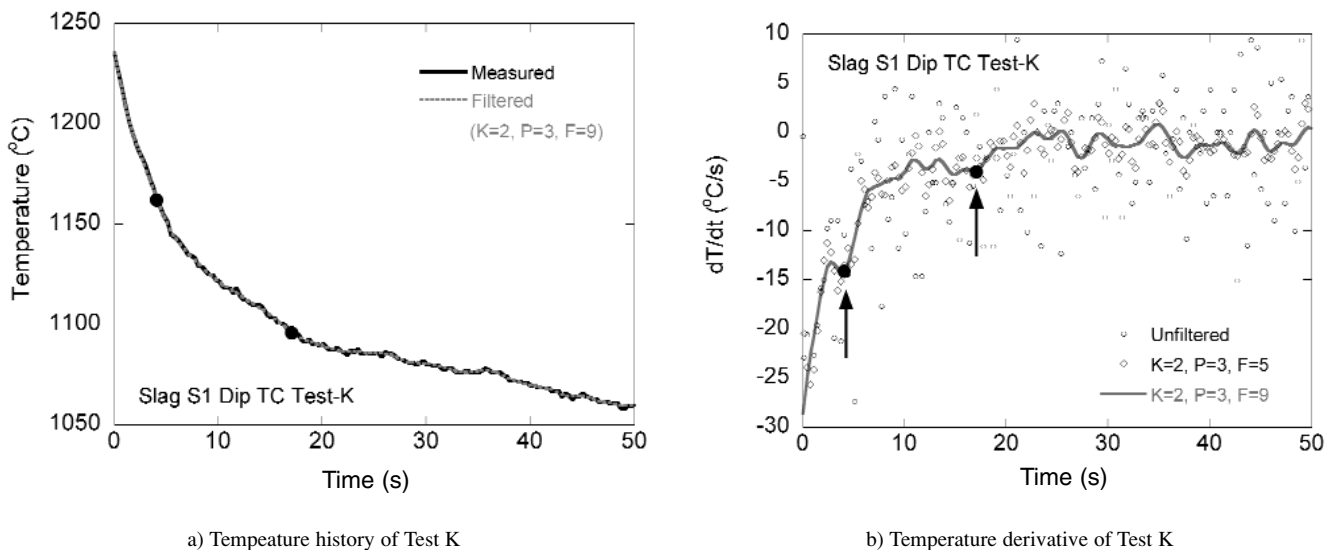 1250
1200
1150
1100
1050
0
10
20
30
40
50
Temperature (°C)
Time (s)
Measured
Filtered
(K=2, P=3, F=9)
Slag S1 Dip TC Test-K
a) Tempeature history of Test K
10
5
0
-5
-10
-15
-20
-25
-30
0
10
20
30
40
50
dT/dt (°C/s)
Time (s)
Slag S1 Dip TC Test-K
Unfiltered
K=2, P=3, F=5
K=2, P=3, F=9
b) Temperature derivative of Test K